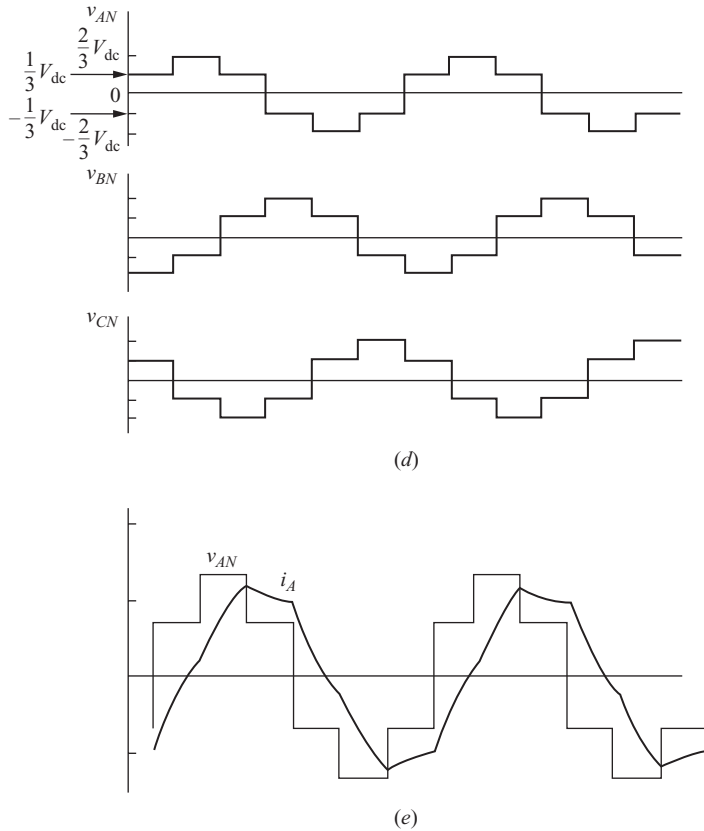 v_AN
2/3 V_dc
1/3 V_dc
0
-1/3 V_dc
-2/3 V_dc
v_BN
v_CN
(d)
v_AN
i_A
(e)